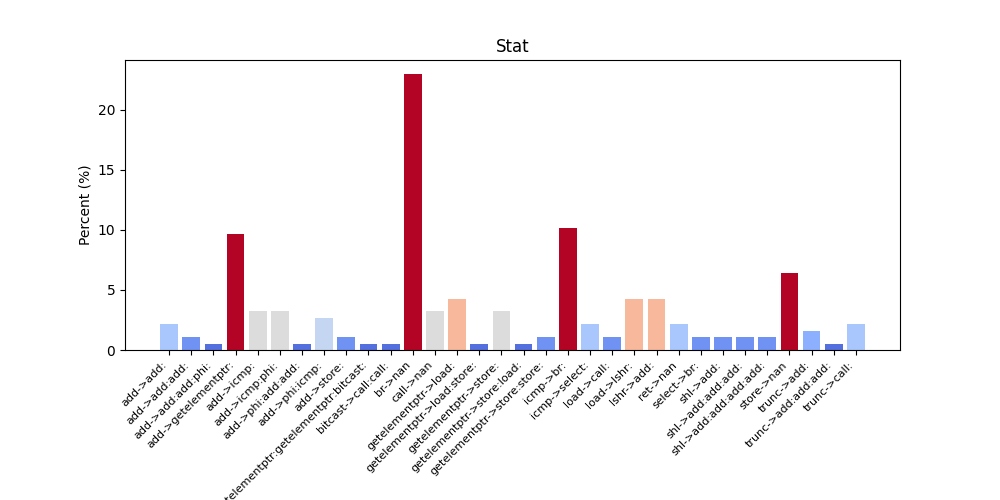 Stat
Percent (%)
20
15
10
5
0
add->add:
add->add:add:
add->add:add:phi:
add->getelementptr:
add->icmp:
add->icmp:phi:
add->phi:add:add:
add->phi:icmp:
add->store:
telementptr:getelementptr:bitcast:
bitcast->call:call:
br->nan
call->nan
getelementptr->load:
getelementptr->load:store:
getelementptr->store:
getelementptr->store:load:
getelementptr->store:store:
icmp->br:
icmp->select:
load->call:
load->lshr:
lshr->add:
ret->nan
select->br:
shl->add:
shl->add:add:add:
shl->add:add:add:add:
store->nan
trunc->add:
trunc->add:add:add:
trunc->call: